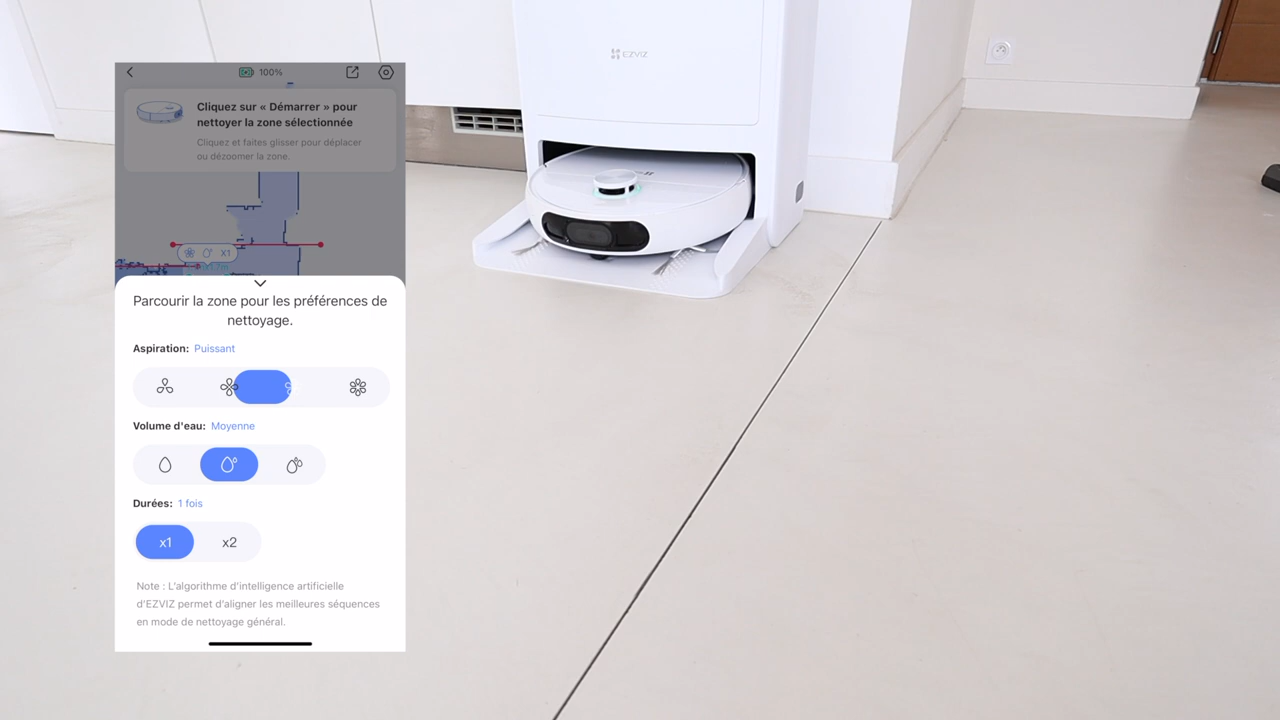 EZVIZ
100%
Cliquez sur « Démarrer » pour
nettoyer la zone sélectionnée
Cliquez et faites glisser pour déplacer
ou dézoomer la zone.
X1
Parcourir la zone pour les préférences de
nettoyage.
Aspiration: Puissant
Volume d'eau: Moyenne
Durées: 1 fois
x1 x2
Note : L'algorithme d'intelligence artificielle
d'EZVIZ permet d'aligner les meilleures séquences
en mode de nettoyage général.